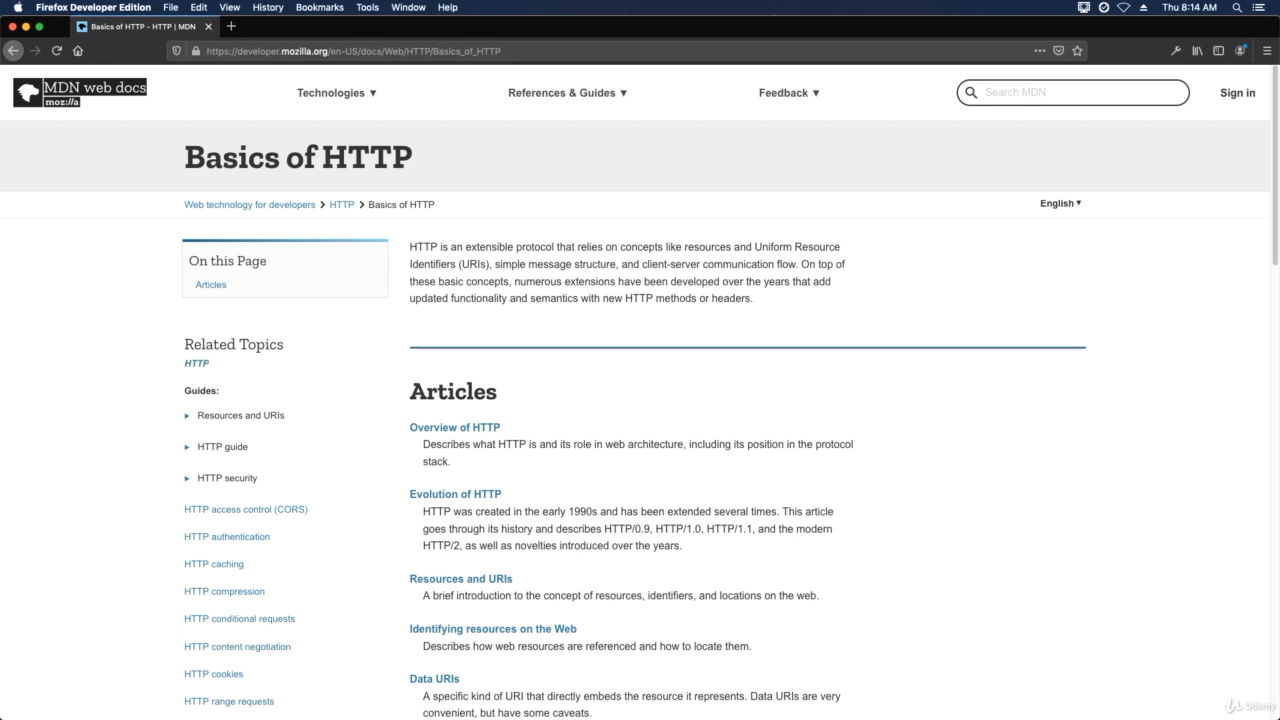 Firefox Developer Edition File Edit View History Bookmarks Tools Window Help Thu 8:14 AM
Basics of HTTP - HTTP | MDN
https://developer.mozilla.org/en-US/docs/Web/HTTP/Basics_of_HTTP
MDN web docs
moz://a
Technologies ▼ References & Guides ▼ Feedback ▼ Search MDN Sign in
Basics of HTTP
Web technology for developers > HTTP > Basics of HTTP English ▼
On this Page
Articles
HTTP is an extensible protocol that relies on concepts like resources and Uniform Resource
Identifiers (URIs), simple message structure, and client-server communication flow. On top of
these basic concepts, numerous extensions have been developed over the years that add
updated functionality and semantics with new HTTP methods or headers.
Related Topics
HTTP
Guides:
Resources and URIs
HTTP guide
HTTP security
HTTP access control (CORS)
HTTP authentication
HTTP caching
HTTP compression
HTTP conditional requests
HTTP content negotiation
HTTP cookies
HTTP range requests
Articles
Overview of HTTP
Describes what HTTP is and its role in web architecture, including its position in the protocol
stack.
Evolution of HTTP
HTTP was created in the early 1990s and has been extended several times. This article
goes through its history and describes HTTP/0.9, HTTP/1.0, HTTP/1.1, and the modern
HTTP/2, as well as novelties introduced over the years.
Resources and URIs
A brief introduction to the concept of resources, identifiers, and locations on the web.
Identifying resources on the Web
Describes how web resources are referenced and how to locate them.
Data URIs
A specific kind of URI that directly embeds the resource it represents. Data URIs are very
convenient, but have some caveats.
Udemy